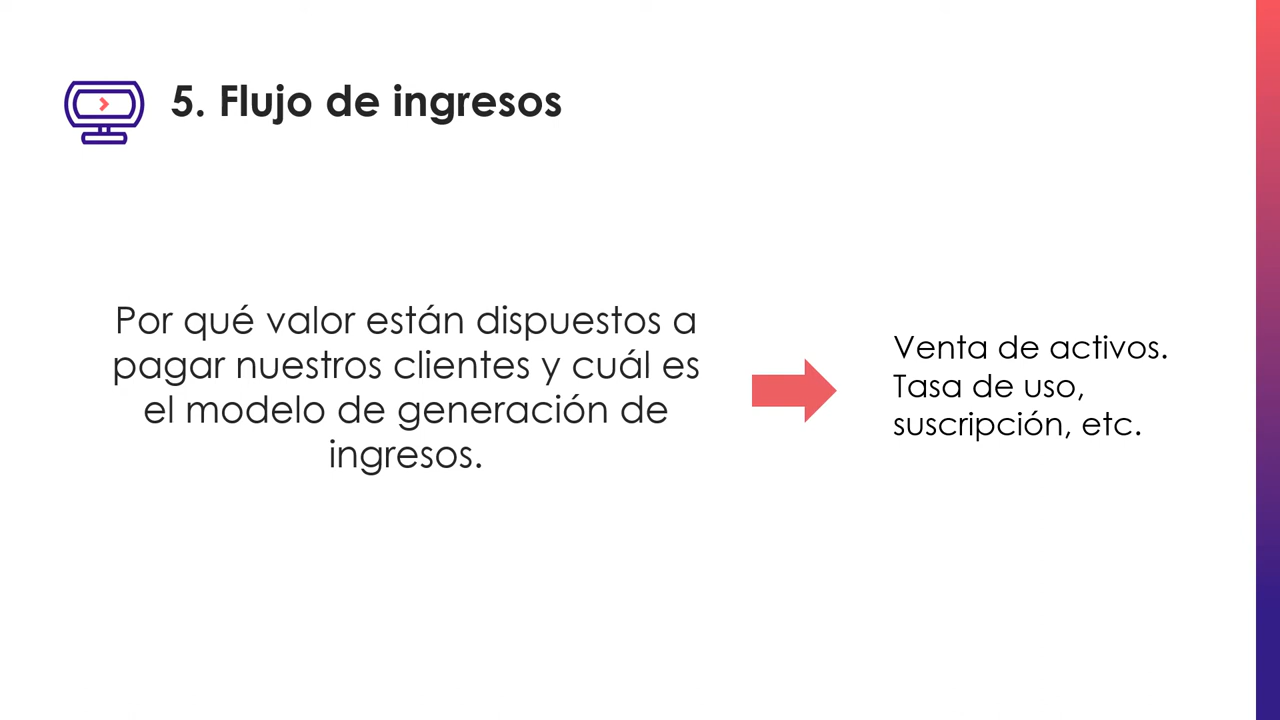 5. Flujo de ingresos
Por qué valor están dispuestos a
pagar nuestros clientes y cuál es
el modelo de generación de
ingresos.
Venta de activos.
Tasa de uso,
suscripción, etc.